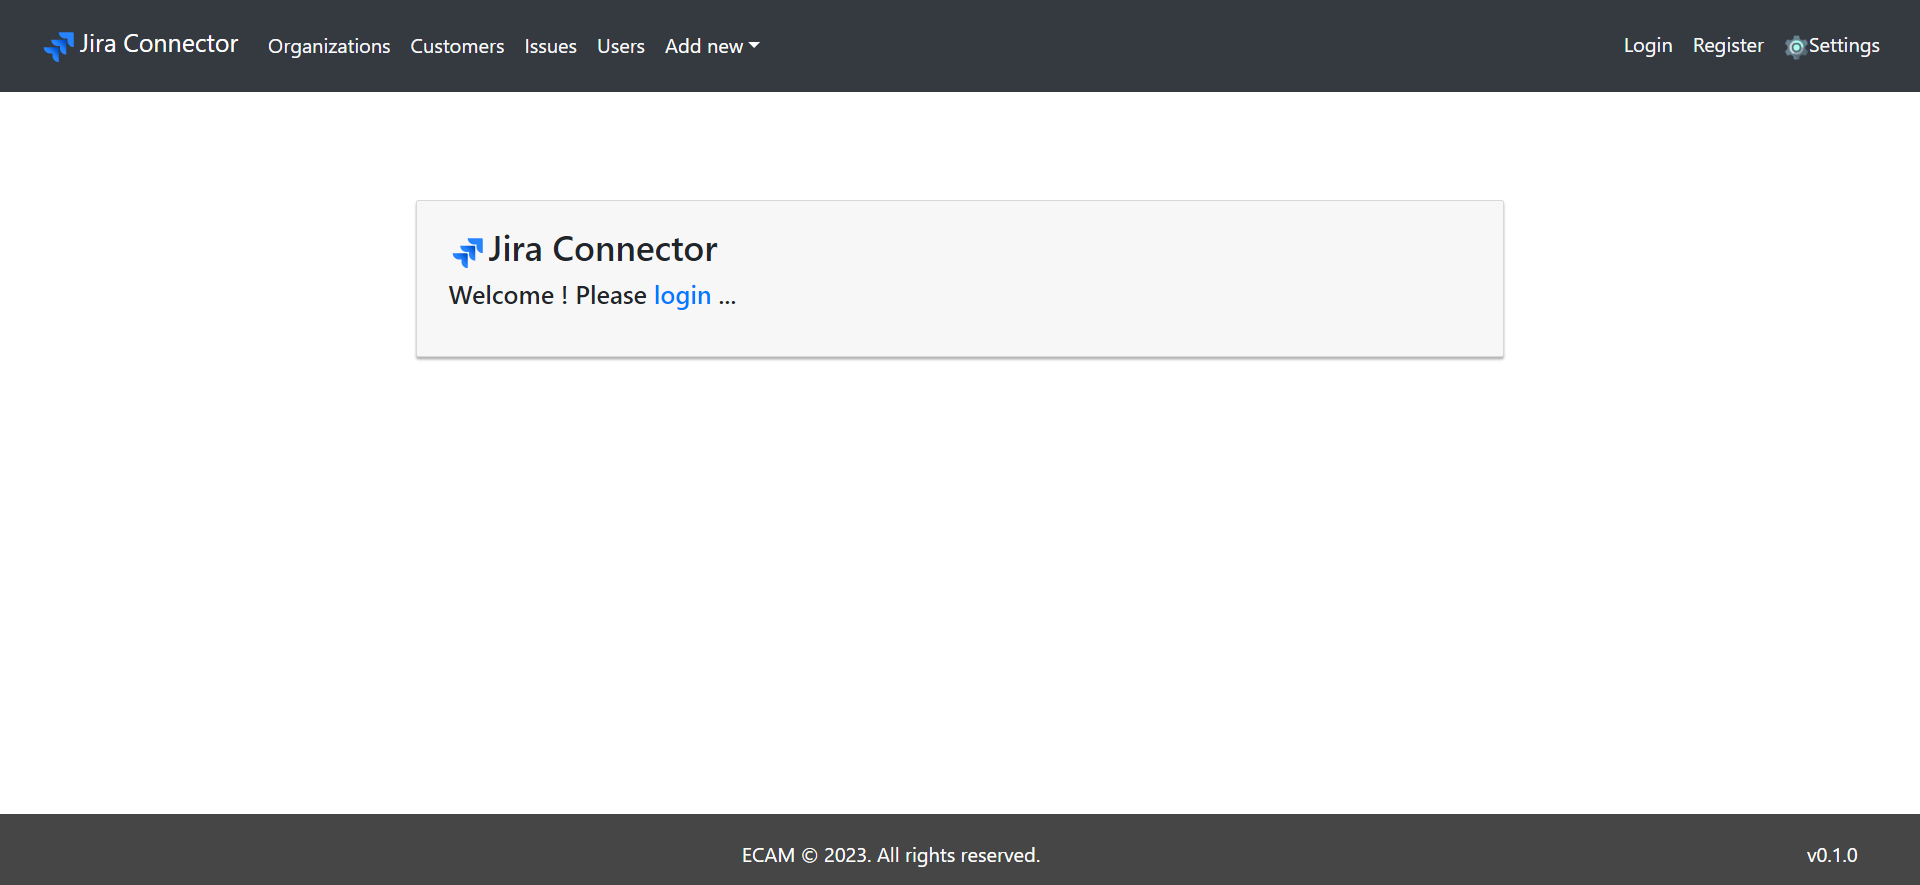 Jira Connector Organizations Customers Issues Users Add new Login Register Settings
Jira Connector
Welcome ! Please login ...
ECAM © 2023. All rights reserved. v0.1.0